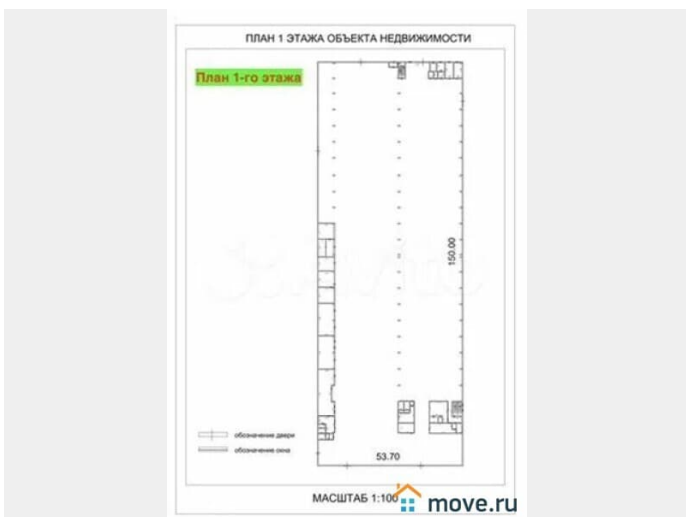 ПЛАН 1 ЭТАЖА ОБЪЕКТА НЕДВИЖИМОСТИ
План 1-го этажа
150.00
обозначение двери
обозначение окна
53.70
МАСШТАБ 1:100
move.ru